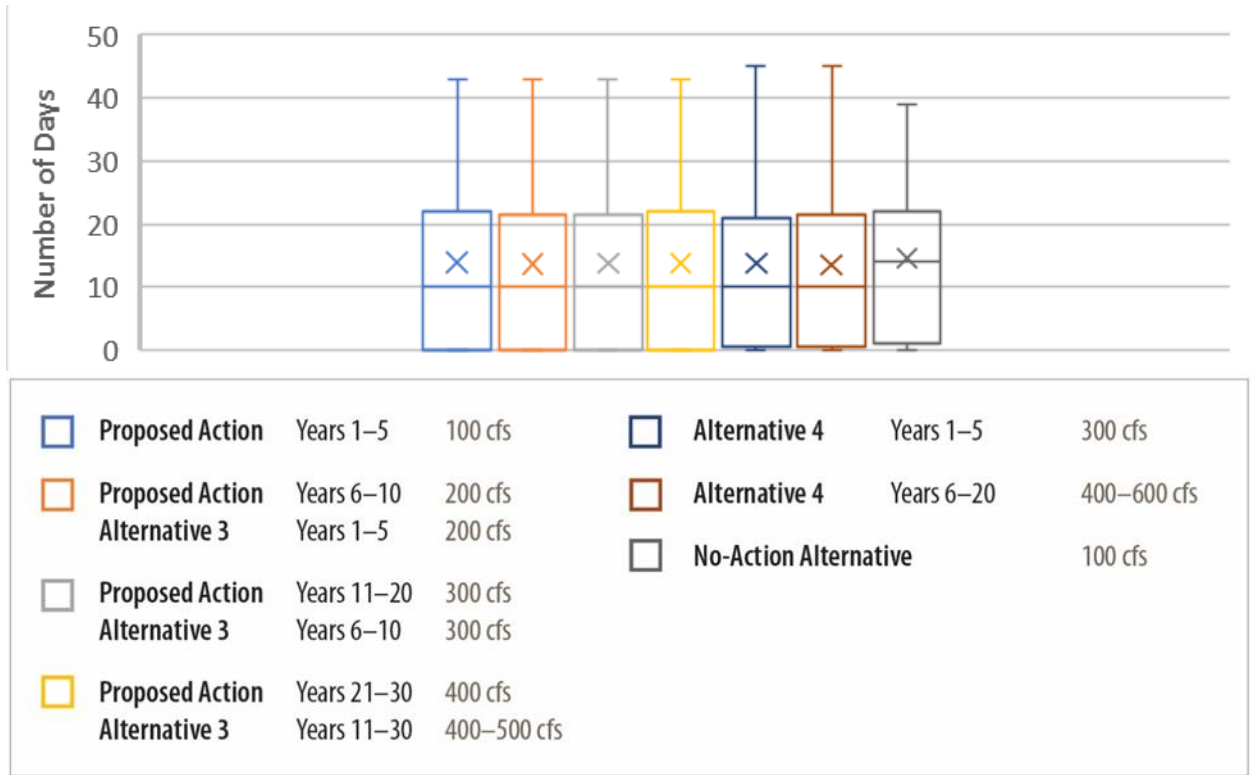 Number of Days
50
40
30
20
10
0
Proposed Action Years 1–5 100 cfs
Proposed Action Years 6–10 200 cfs
Alternative 3 Years 1–5 200 cfs
Proposed Action Years 11–20 300 cfs
Alternative 3 Years 6–10 300 cfs
Proposed Action Years 21–30 400 cfs
Alternative 3 Years 11–30 400–500 cfs
Alternative 4 Years 1–5 300 cfs
Alternative 4 Years 6–20 400–600 cfs
No-Action Alternative 100 cfs